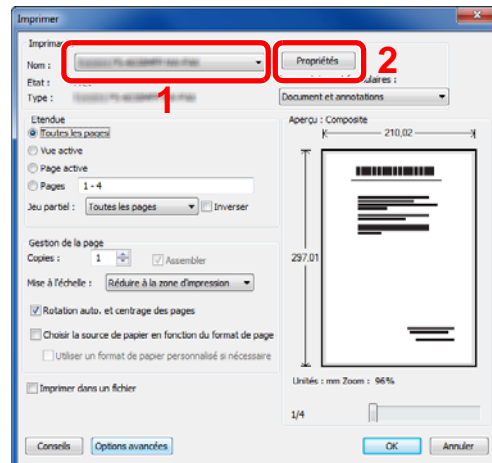 Imprimer
Imprima
Nom :
Propriétés
2
Etat :
ulaires :
Type :
1
Document et annotations
Etendue
Toutes les pages
Vue active
Page active
Pages 1 - 4
Jeu partiel : Toutes les pages Inverser
Aperçu : Composite
210,02
297,01
Gestion de la page
Copies : 1 Assembler
Mise à l'échelle : Réduire à la zone d'impression
Rotation auto. et centrage des pages
Choisir la source de papier en fonction du format de page
Utiliser un format de papier personnalisé si nécessaire
Imprimer dans un fichier
Unités : mm Zoom : 96%
1/4
Conseils Options avancées OK Annuler